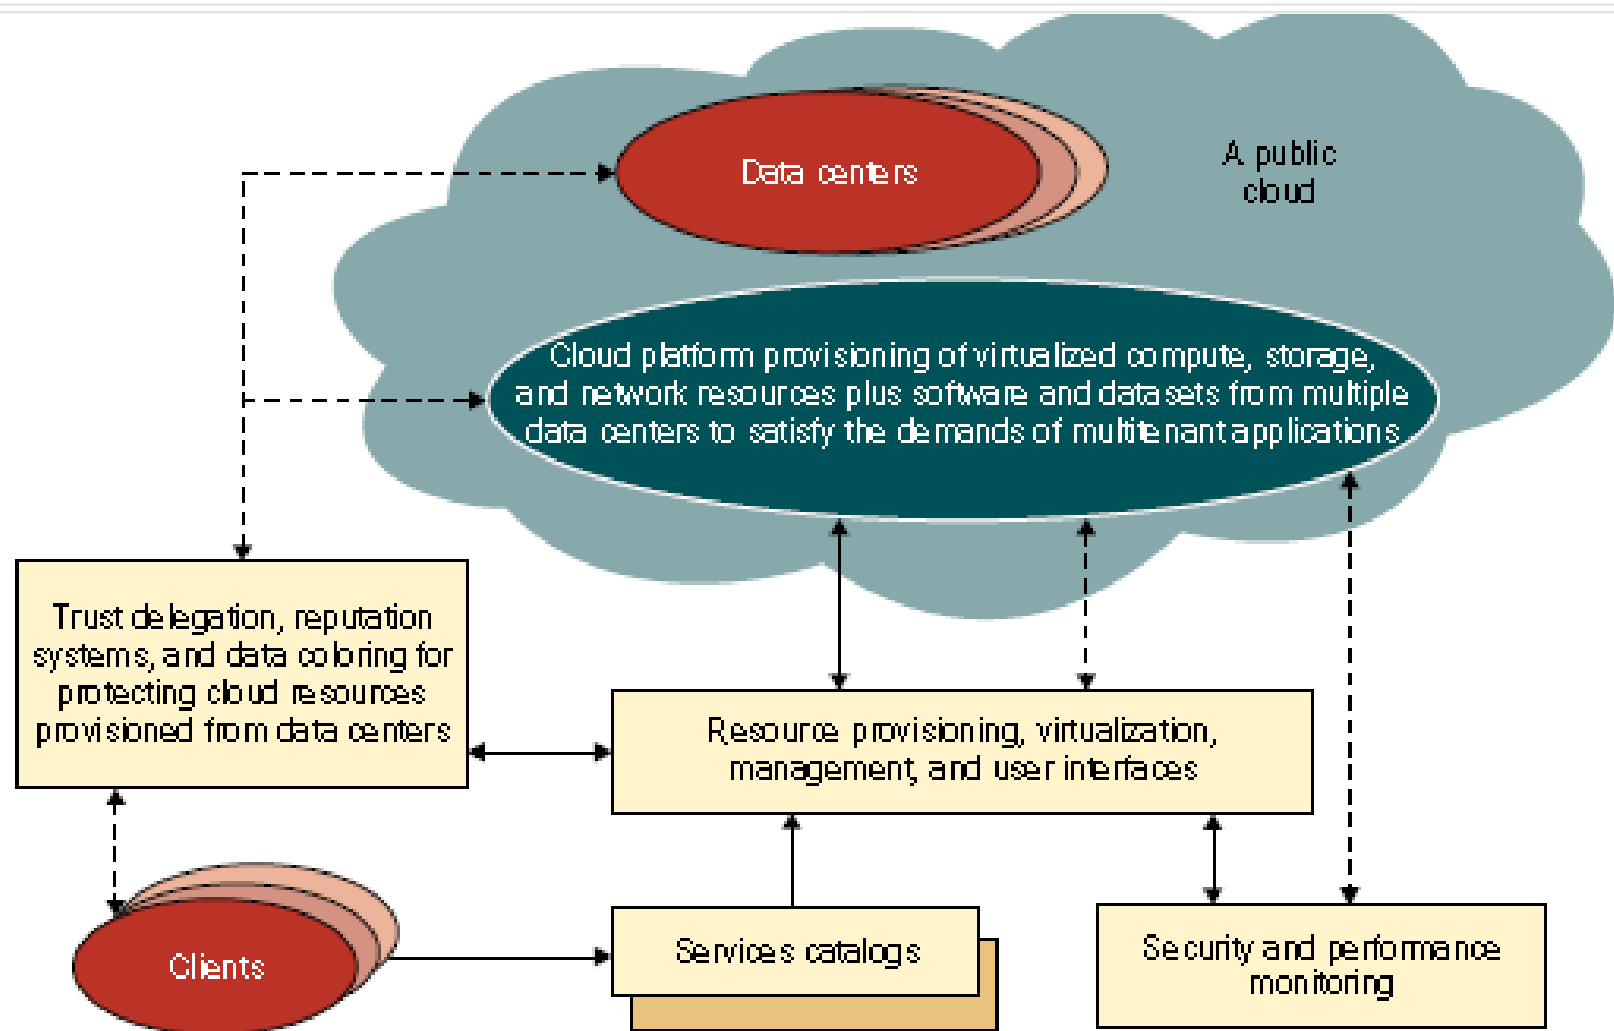 Data centers
A public
cloud
Cloud platform provisioning of virtualized compute, storage,
and network resources plus software and datasets from multiple
data centers to satisfy the demands of multitenant applications
Trust delegation, reputation
systems, and data coloring for
protecting cloud resources
provisioned from data centers
Resource provisioning, virtualization,
management, and user interfaces
Clients
Services catalogs
Security and performance
monitoring